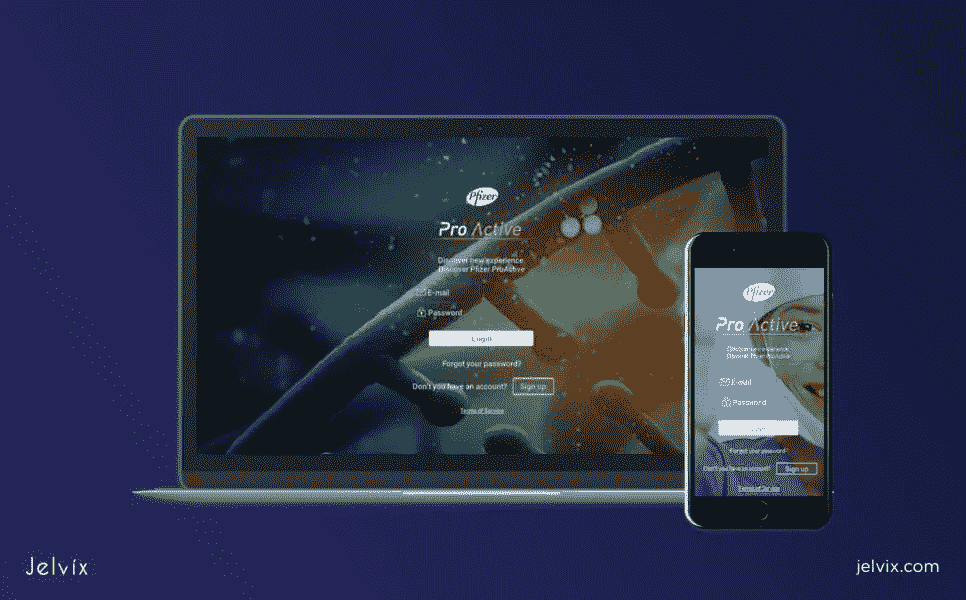 Pfizer
Pro Active
Discover new experience
Discover Pfizer ProActive
E-mail
Password
Login
Forgot your password?
Don't you have an account? Sign up
Terms of Service
Pfizer
Pro Active
E-mail
Password
Forgot your password?
Don't you have an account? Sign up
Terms of Service
Jelvix
jelvix.com